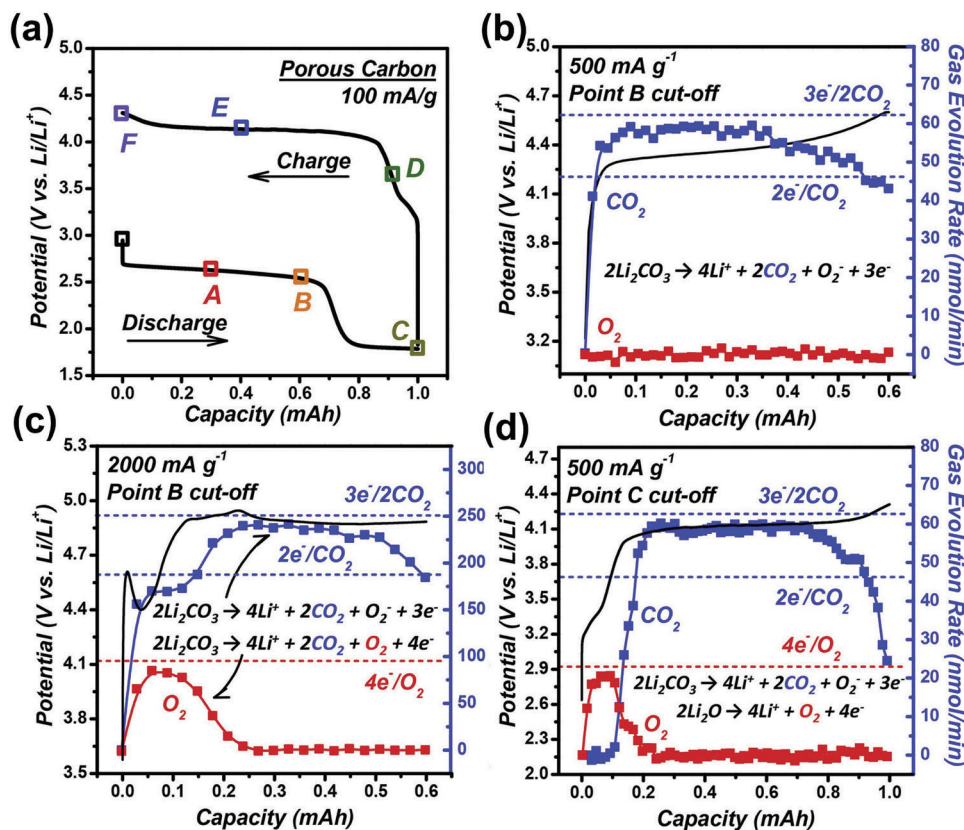 (a)
Potential (V vs. Li/Li⁺)
5.0
4.5
4.0
3.5
3.0
2.5
2.0
1.5
Porous Carbon
100 mA/g
F
E
D
Charge
A
B
C
Discharge
0.0 0.2 0.4 0.6 0.8 1.0
Capacity (mAh)
(b)
Potential (V vs. Li/Li⁺)
5.0
4.6
4.2
3.9
3.6
3.2
500 mA g⁻¹
Point B cut-off
3e⁻/2CO₂
CO₂
2e⁻/CO₂
2Li₂CO₃ → 4Li⁺ + 2CO₂ + O₂⁻ + 3e⁻
O₂
80
70
60
50
40
30
20
10
0
Gas Evolution Rate (nmol/min)
0.0 0.1 0.2 0.3 0.4 0.5 0.6
Capacity (mAh)
(c)
Potential (V vs. Li/Li⁺)
5.3
4.9
4.4
4.1
3.7
3.5
2000 mA g⁻¹
Point B cut-off
3e⁻/2CO₂
2e⁻/CO₂
2Li₂CO₃ → 4Li⁺ + 2CO₂ + O₂⁻ + 3e⁻
2Li₂CO₃ → 4Li⁺ + 2CO₂ + O₂ + 4e⁻
4e⁻/O₂
O₂
300
250
200
150
100
50
0
0.0 0.1 0.2 0.3 0.4 0.5 0.6
Capacity (mAh)
(d)
Potential (V vs. Li/Li⁺)
4.7
4.4
4.1
3.8
3.5
3.2
2.9
2.6
2.2
2.0
500 mA g⁻¹
Point C cut-off
3e⁻/2CO₂
2e⁻/CO₂
CO₂
4e⁻/O₂
2Li₂CO₃ → 4Li⁺ + 2CO₂ + O₂⁻ + 3e⁻
2Li₂O → 4Li⁺ + O₂ + 4e⁻
O₂
80
70
60
50
40
30
20
10
0
Gas Evolution Rate (nmol/min)
0.0 0.2 0.4 0.6 0.8 1.0
Capacity (mAh)